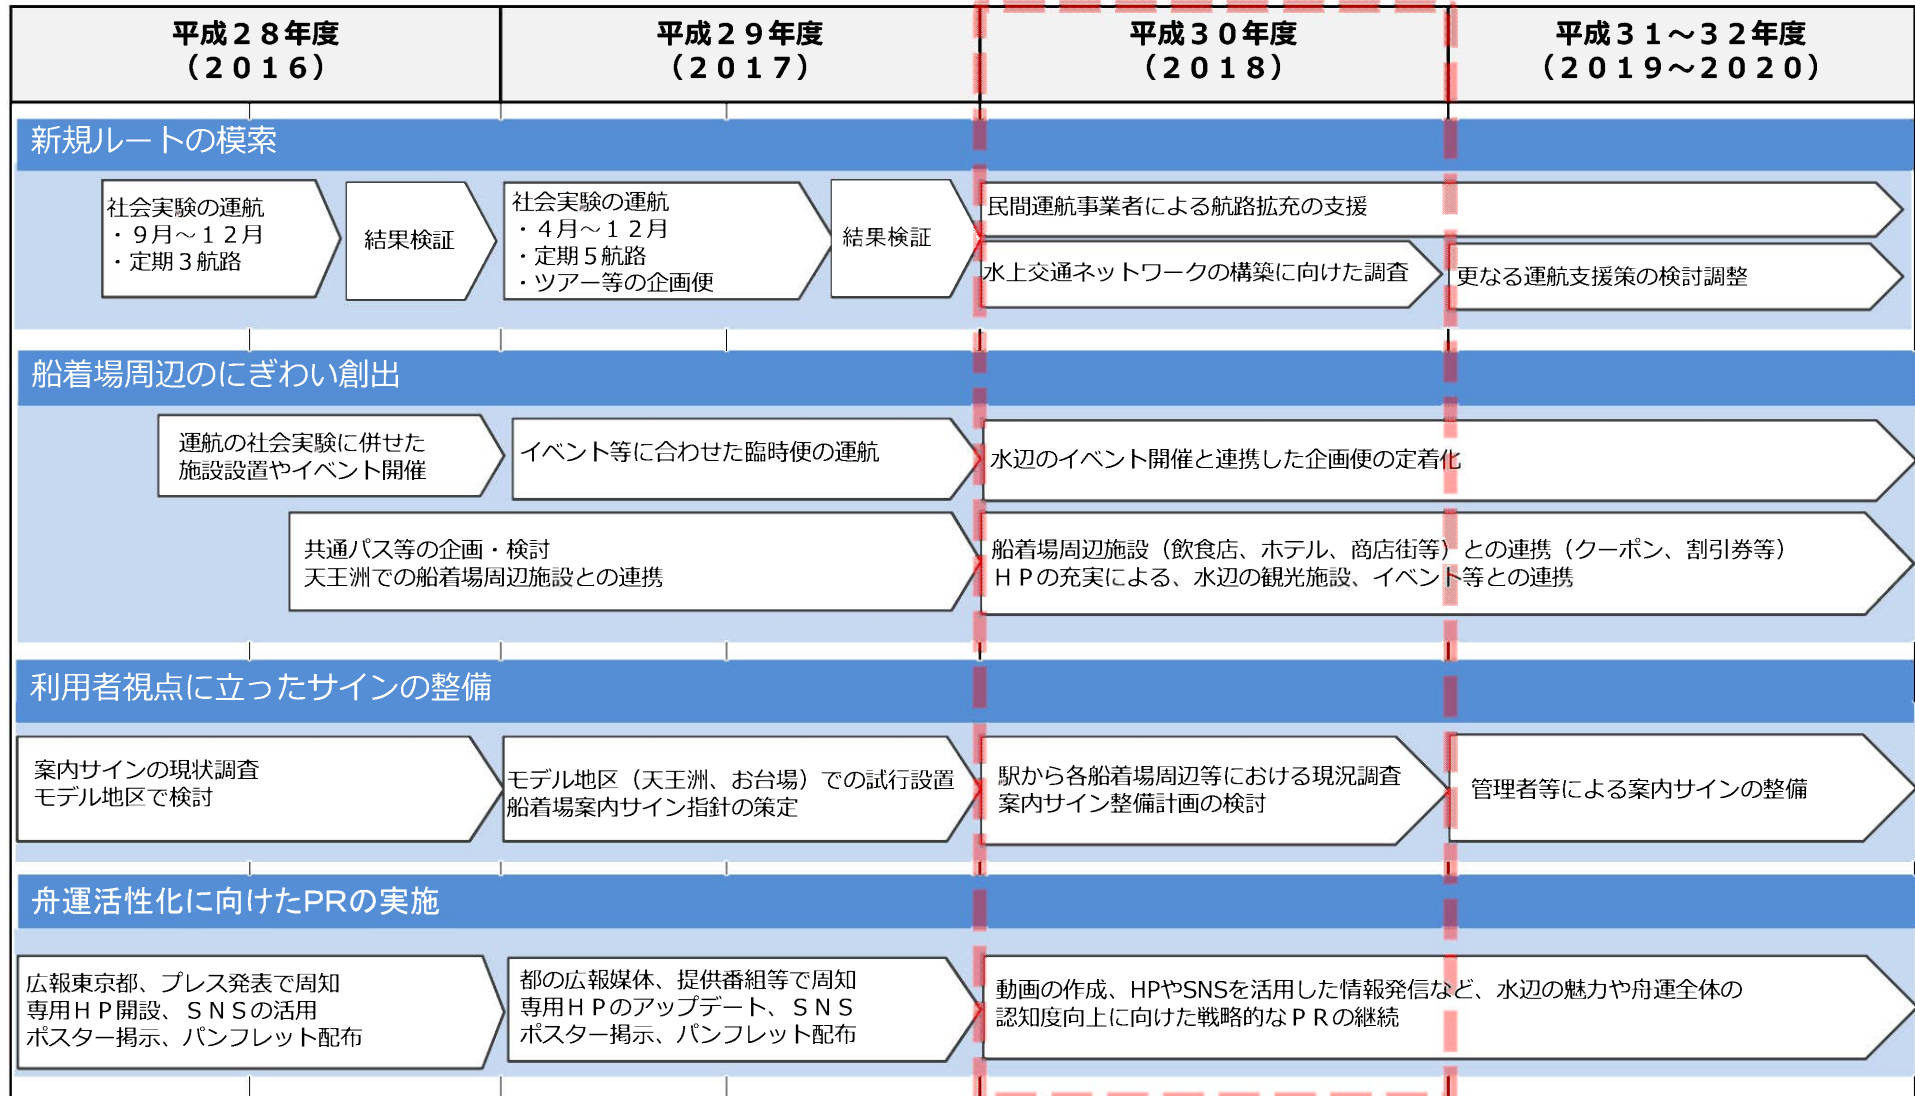 平成２８年度
（２０１６）
平成２９年度
（２０１７）
平成３０年度
（２０１８）
平成３１～３２年度
（２０１９～２０２０）
新規ルートの模索
社会実験の運航
・９月～１２月
・定期３航路
結果検証
社会実験の運航
・４月～１２月
・定期５航路
・ツアー等の企画便
結果検証
民間運航事業者による航路拡充の支援
水上交通ネットワークの構築に向けた調査
更なる運航支援策の検討調整
船着場周辺のにぎわい創出
運航の社会実験に併せた
施設設置やイベント開催
イベント等に合わせた臨時便の運航
水辺のイベント開催と連携した企画便の定着化
共通パス等の企画・検討
天王洲での船着場周辺施設との連携
船着場周辺施設（飲食店、ホテル、商店街等）との連携（クーポン、割引券等）
ＨＰの充実による、水辺の観光施設、イベント等との連携
利用者視点に立ったサインの整備
案内サインの現状調査
モデル地区で検討
モデル地区（天王洲、お台場）での試行設置
船着場案内サイン指針の策定
駅から各船着場周辺等における現況調査
案内サイン整備計画の検討
管理者等による案内サインの整備
舟運活性化に向けたPRの実施
広報東京都、プレス発表で周知
専用ＨＰ開設、ＳＮＳの活用
ポスター掲示、パンフレット配布
都の広報媒体、提供番組等で周知
専用ＨＰのアップデート、ＳＮＳ
ポスター掲示、パンフレット配布
動画の作成、HPやSNSを活用した情報発信など、水辺の魅力や舟運全体の
認知度向上に向けた戦略的なＰＲの継続